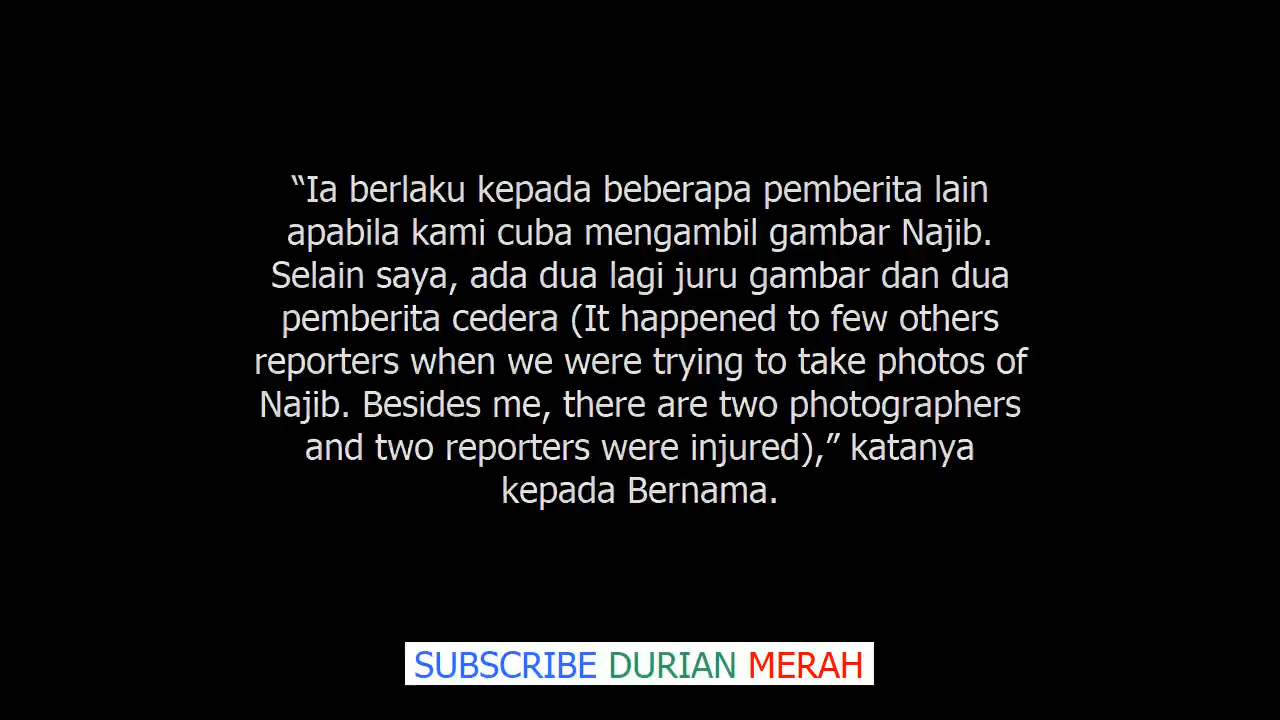 “Ia berlaku kepada beberapa pemberita lain
apabila kami cuba mengambil gambar Najib.
Selain saya, ada dua lagi juru gambar dan dua
pemberita cedera (It happened to few others
reporters when we were trying to take photos of
Najib. Besides me, there are two photographers
and two reporters were injured),” katanya
kepada Bernama.
SUBSCRIBE DURIAN MERAH